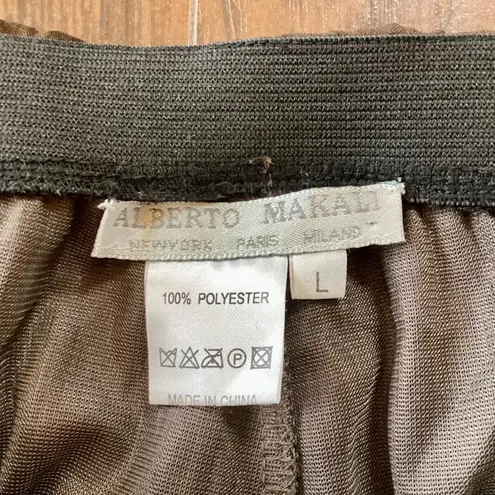 ALBERTO MAKALI
NEW YORK PARIS MILANO
L
100% POLYESTER
P
MADE IN CHINA